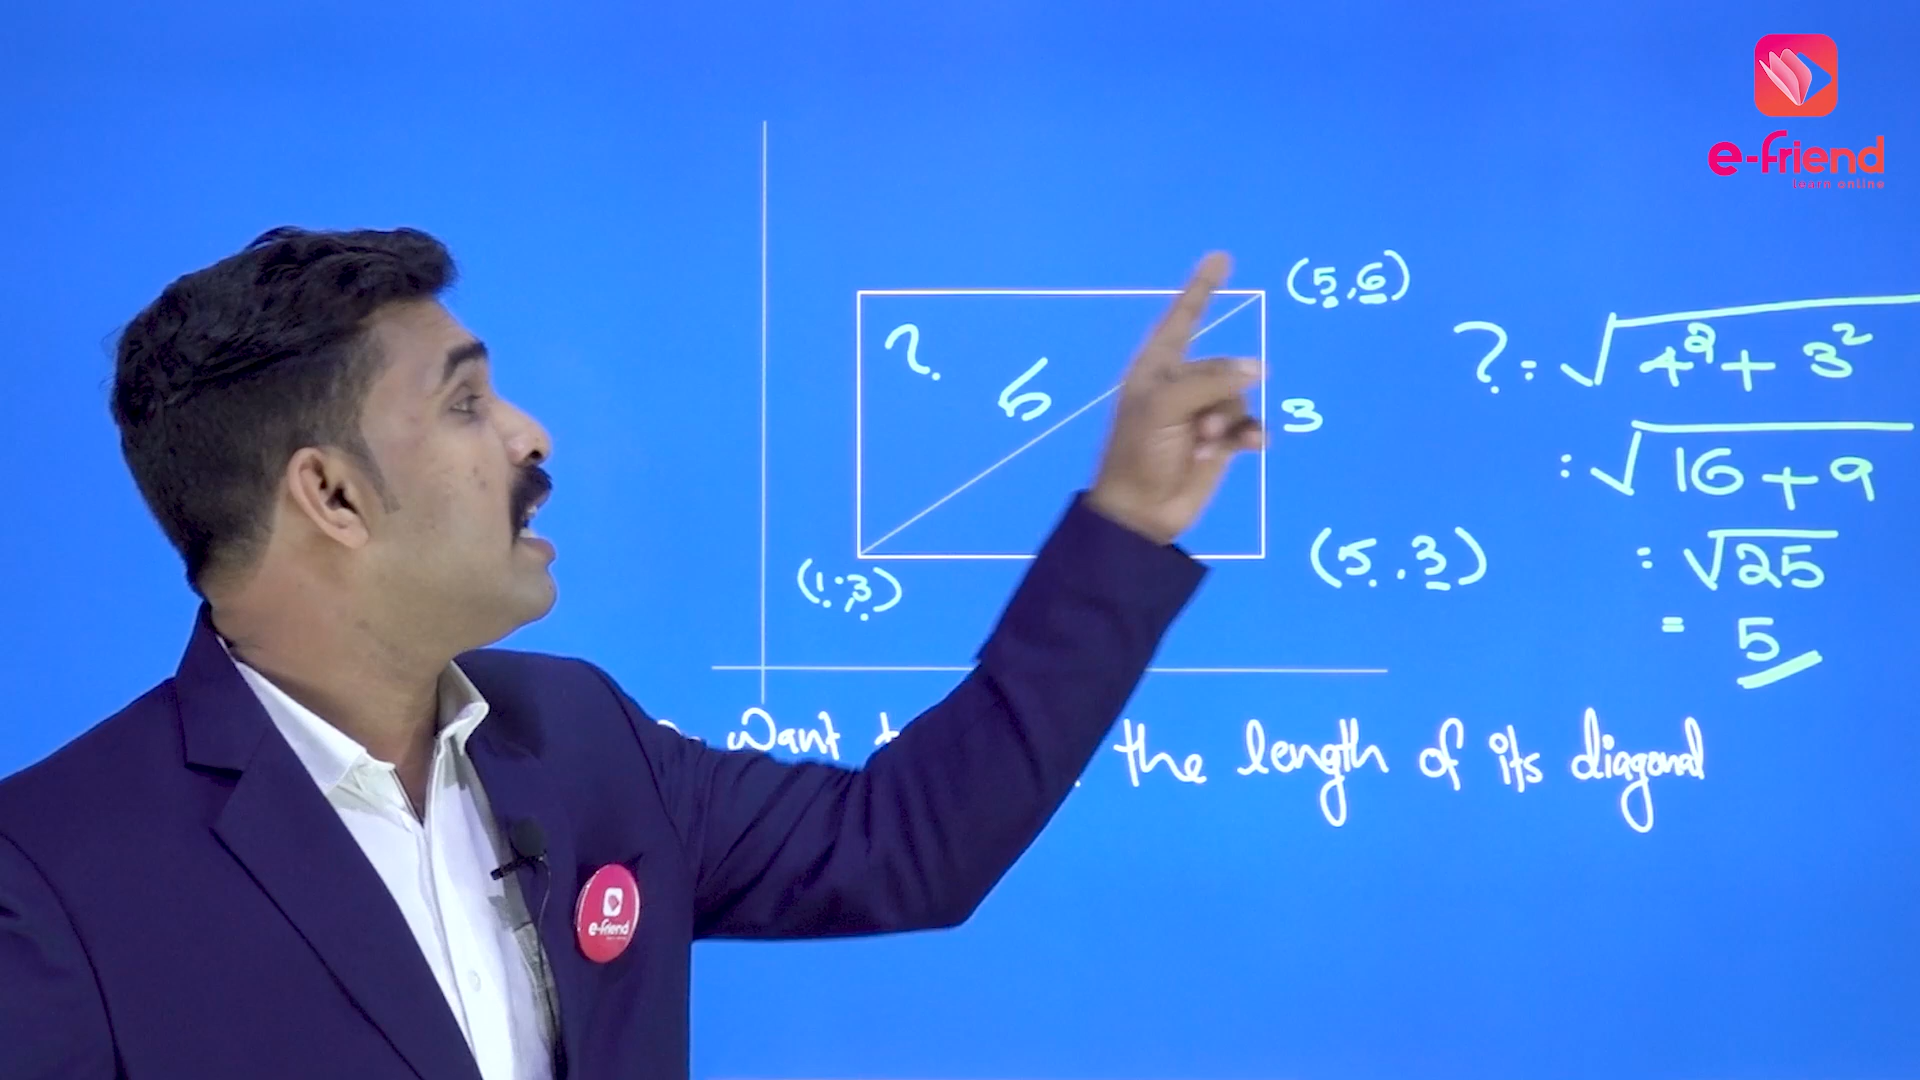 e-friend
learn online
(5,6)
?
5
3
(1,3)
(5,3)
? = √4² + 3²
= √16 + 9
= √25
= 5
want
the length of its diagonal
e-friend